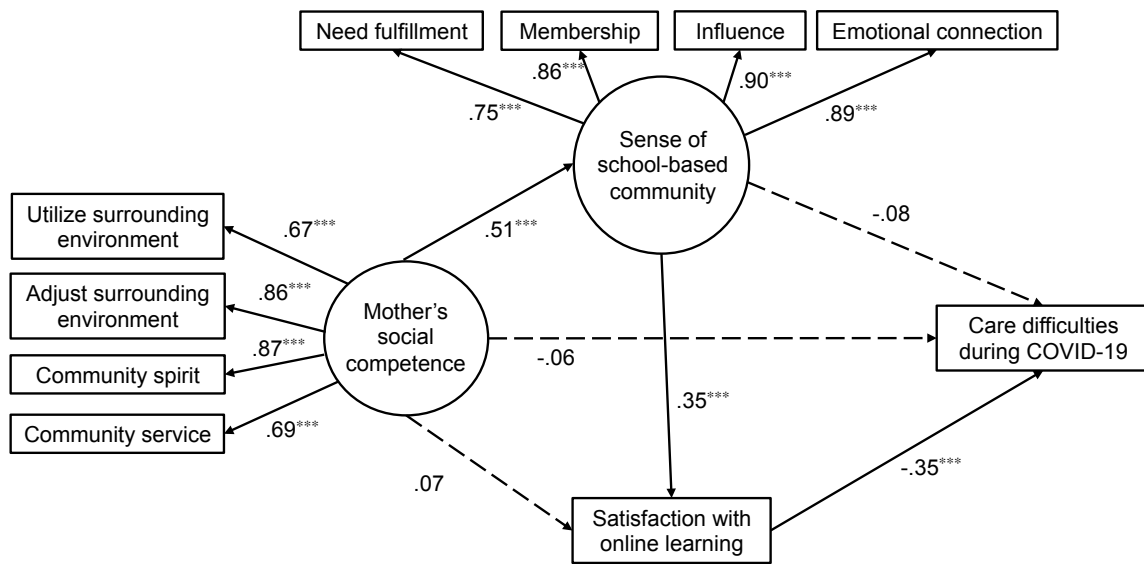 Need fulfillment
Membership
Influence
Emotional connection
.86***
.90***
.75***
.89***
Sense of
school-based
community
Utilize surrounding
environment
.67***
.51***
-.08
Adjust surrounding
environment
.86***
Mother's
social
competence
Care difficulties
during COVID-19
.87***
-.06
Community spirit
.35***
Community service
.69***
-.35***
.07
Satisfaction with
online learning